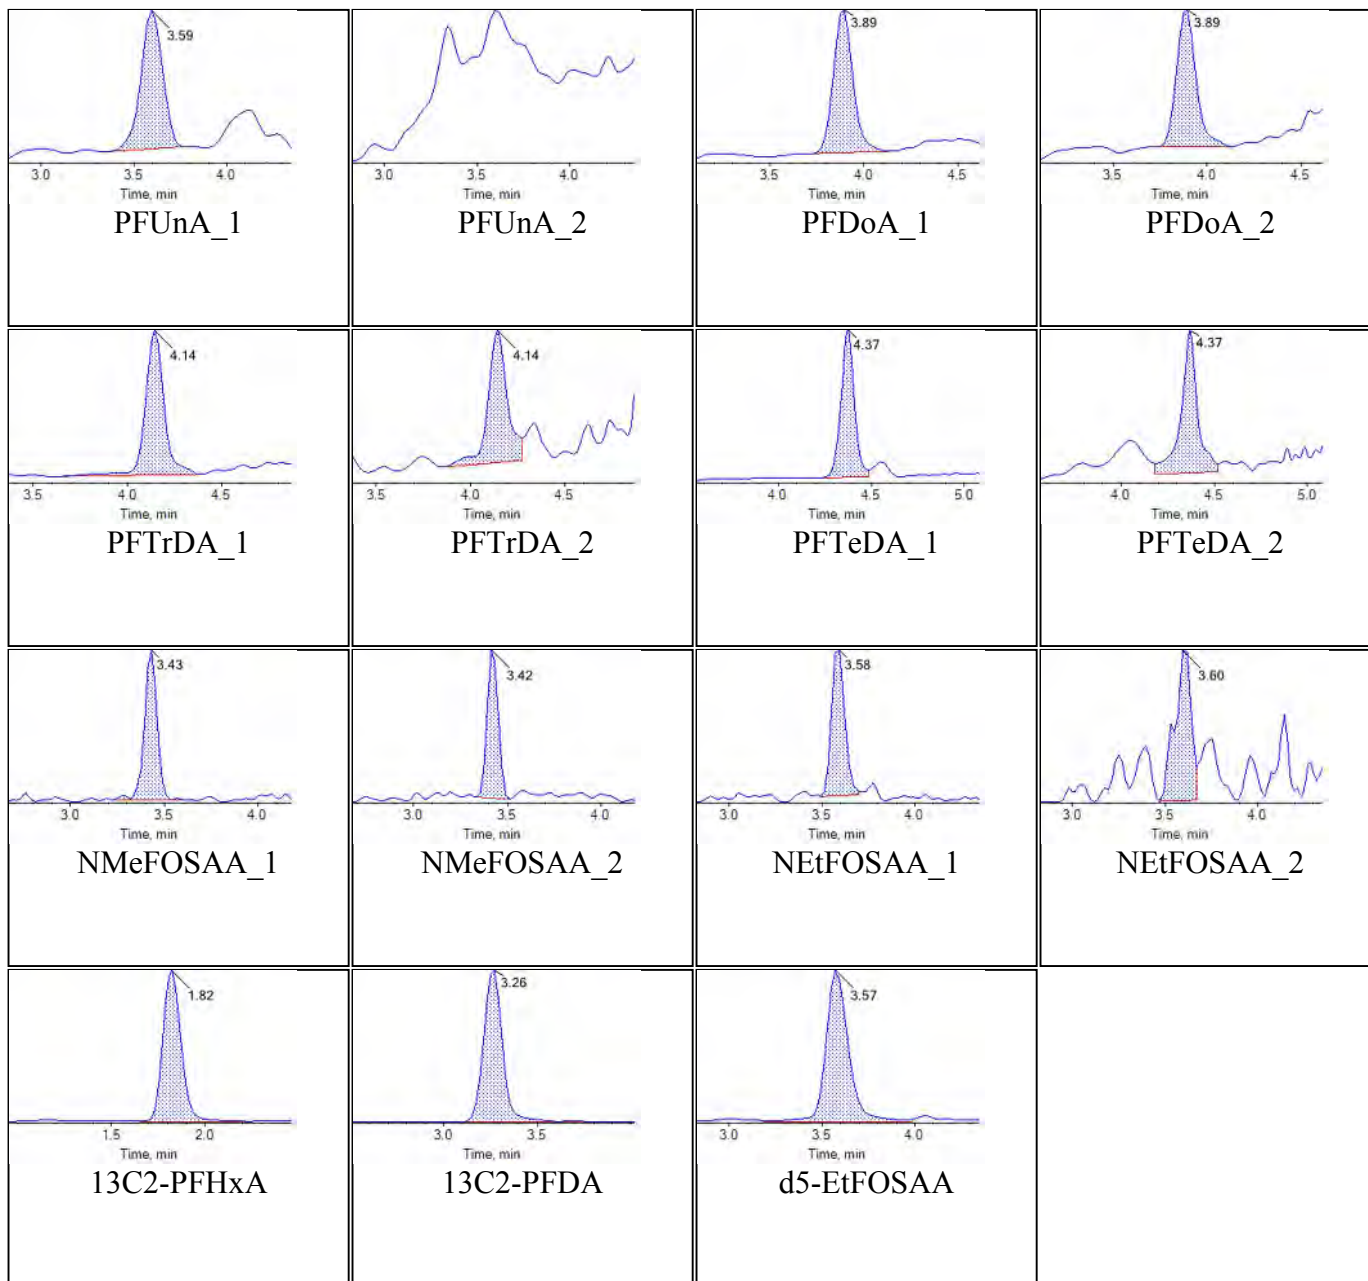 3.59
3.0 4.0
Time, min
PFUnA_1
3.0 3.5 4.0
Time, min
PFUnA_2
3.89
3.5 4.0 4.5
Time, min
PFDoA_1
3.89
3.5 4.0 4.5
Time, min
PFDoA_2
4.14
3.5 4.0 4.5
Time, min
PFTrDA_1
4.14
3.5 4.0 4.5
Time, min
PFTrDA_2
4.37
4.0 4.5 5.0
Time, min
PFTeDA_1
4.37
4.0 4.5 5.0
Time, min
PFTeDA_2
3.43
3.0 3.5 4.0
Time, min
NMeFOSAA_1
3.42
3.0 3.5 4.0
Time, min
NMeFOSAA_2
3.58
3.0 3.5 4.0
Time, min
NEtFOSAA_1
3.60
3.0 3.5 4.0
Time, min
NEtFOSAA_2
1.82
1.5 2.0
Time, min
13C2-PFHxA
3.26
3.0 3.5
Time, min
13C2-PFDA
3.57
3.0 3.5 4.0
Time, min
d5-EtFOSAA